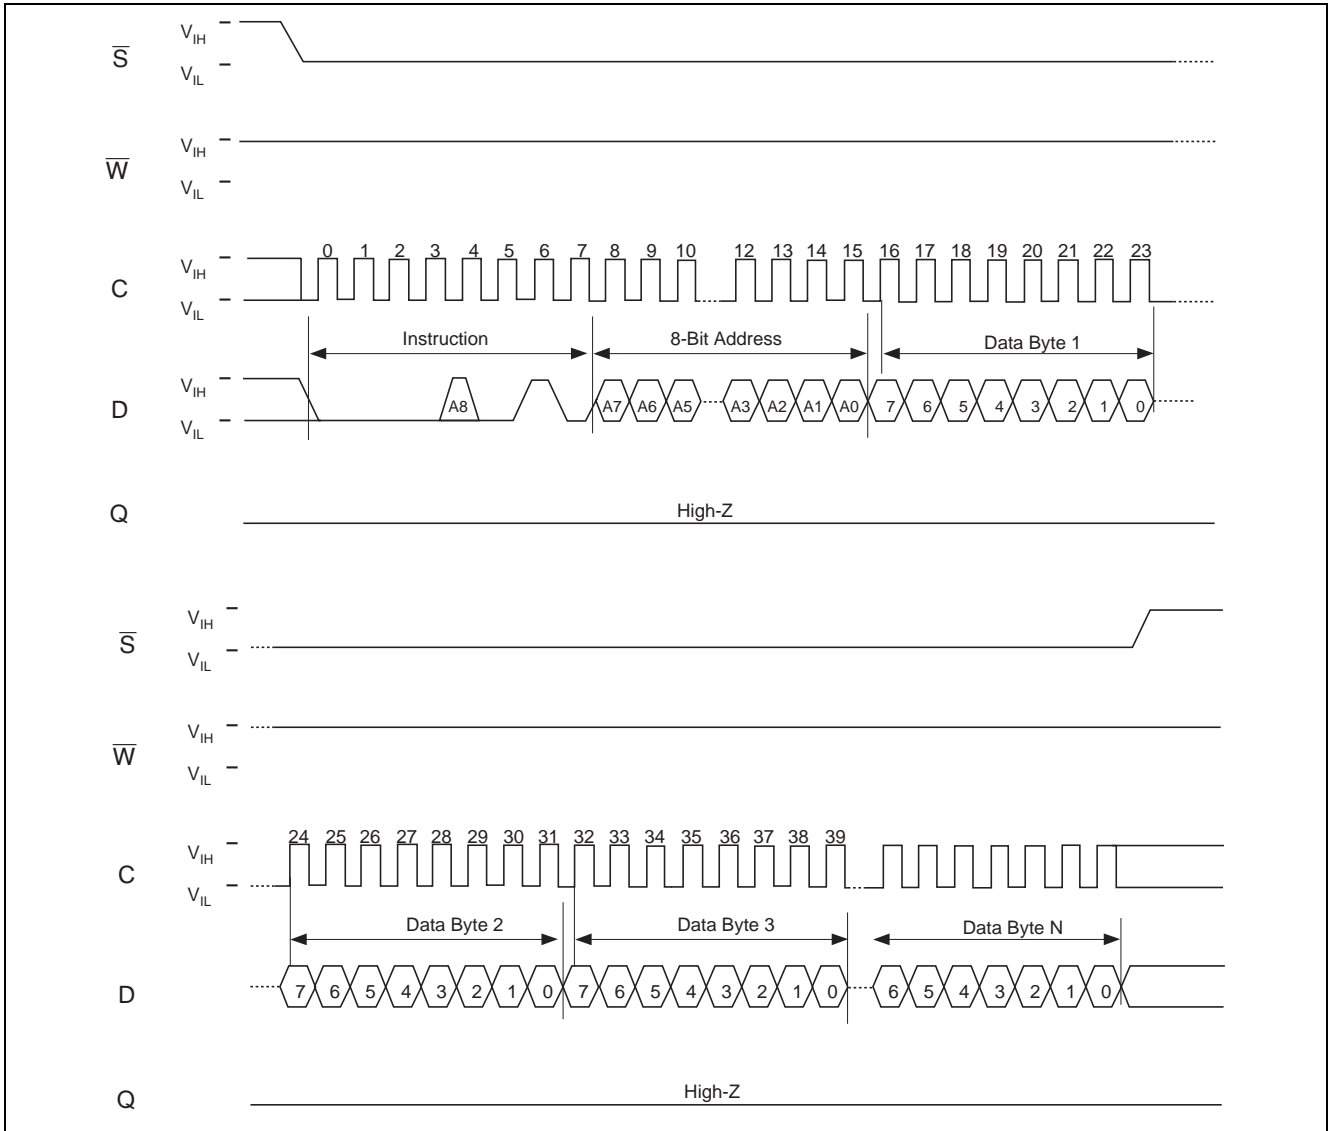 V_IH
S̅
V_IL
V_IH
W̅
V_IL
0 1 2 3 4 5 6 7 8 9 10 12 13 14 15 16 17 18 19 20 21 22 23
V_IH
C
V_IL
Instruction 8-Bit Address Data Byte 1
V_IH
D A8 A7 A6 A5 A3 A2 A1 A0 7 6 5 4 3 2 1 0
V_IL
Q High-Z
V_IH
S̅
V_IL
V_IH
W̅
V_IL
24 25 26 27 28 29 30 31 32 33 34 35 36 37 38 39
V_IH
C
V_IL
Data Byte 2 Data Byte 3 Data Byte N
D 7 6 5 4 3 2 1 0 7 6 5 4 3 2 1 0 6 5 4 3 2 1 0
Q High-Z